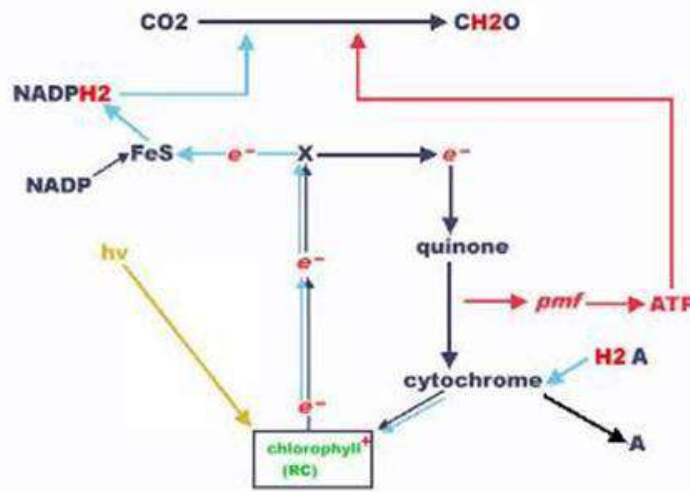 CO2 CH2O
NADPH2
FeS e- X e-
NADP
hv
quinone
e-
pmf ATP
H2 A
cytochrome
e-
A
chlorophyll+
(RC)